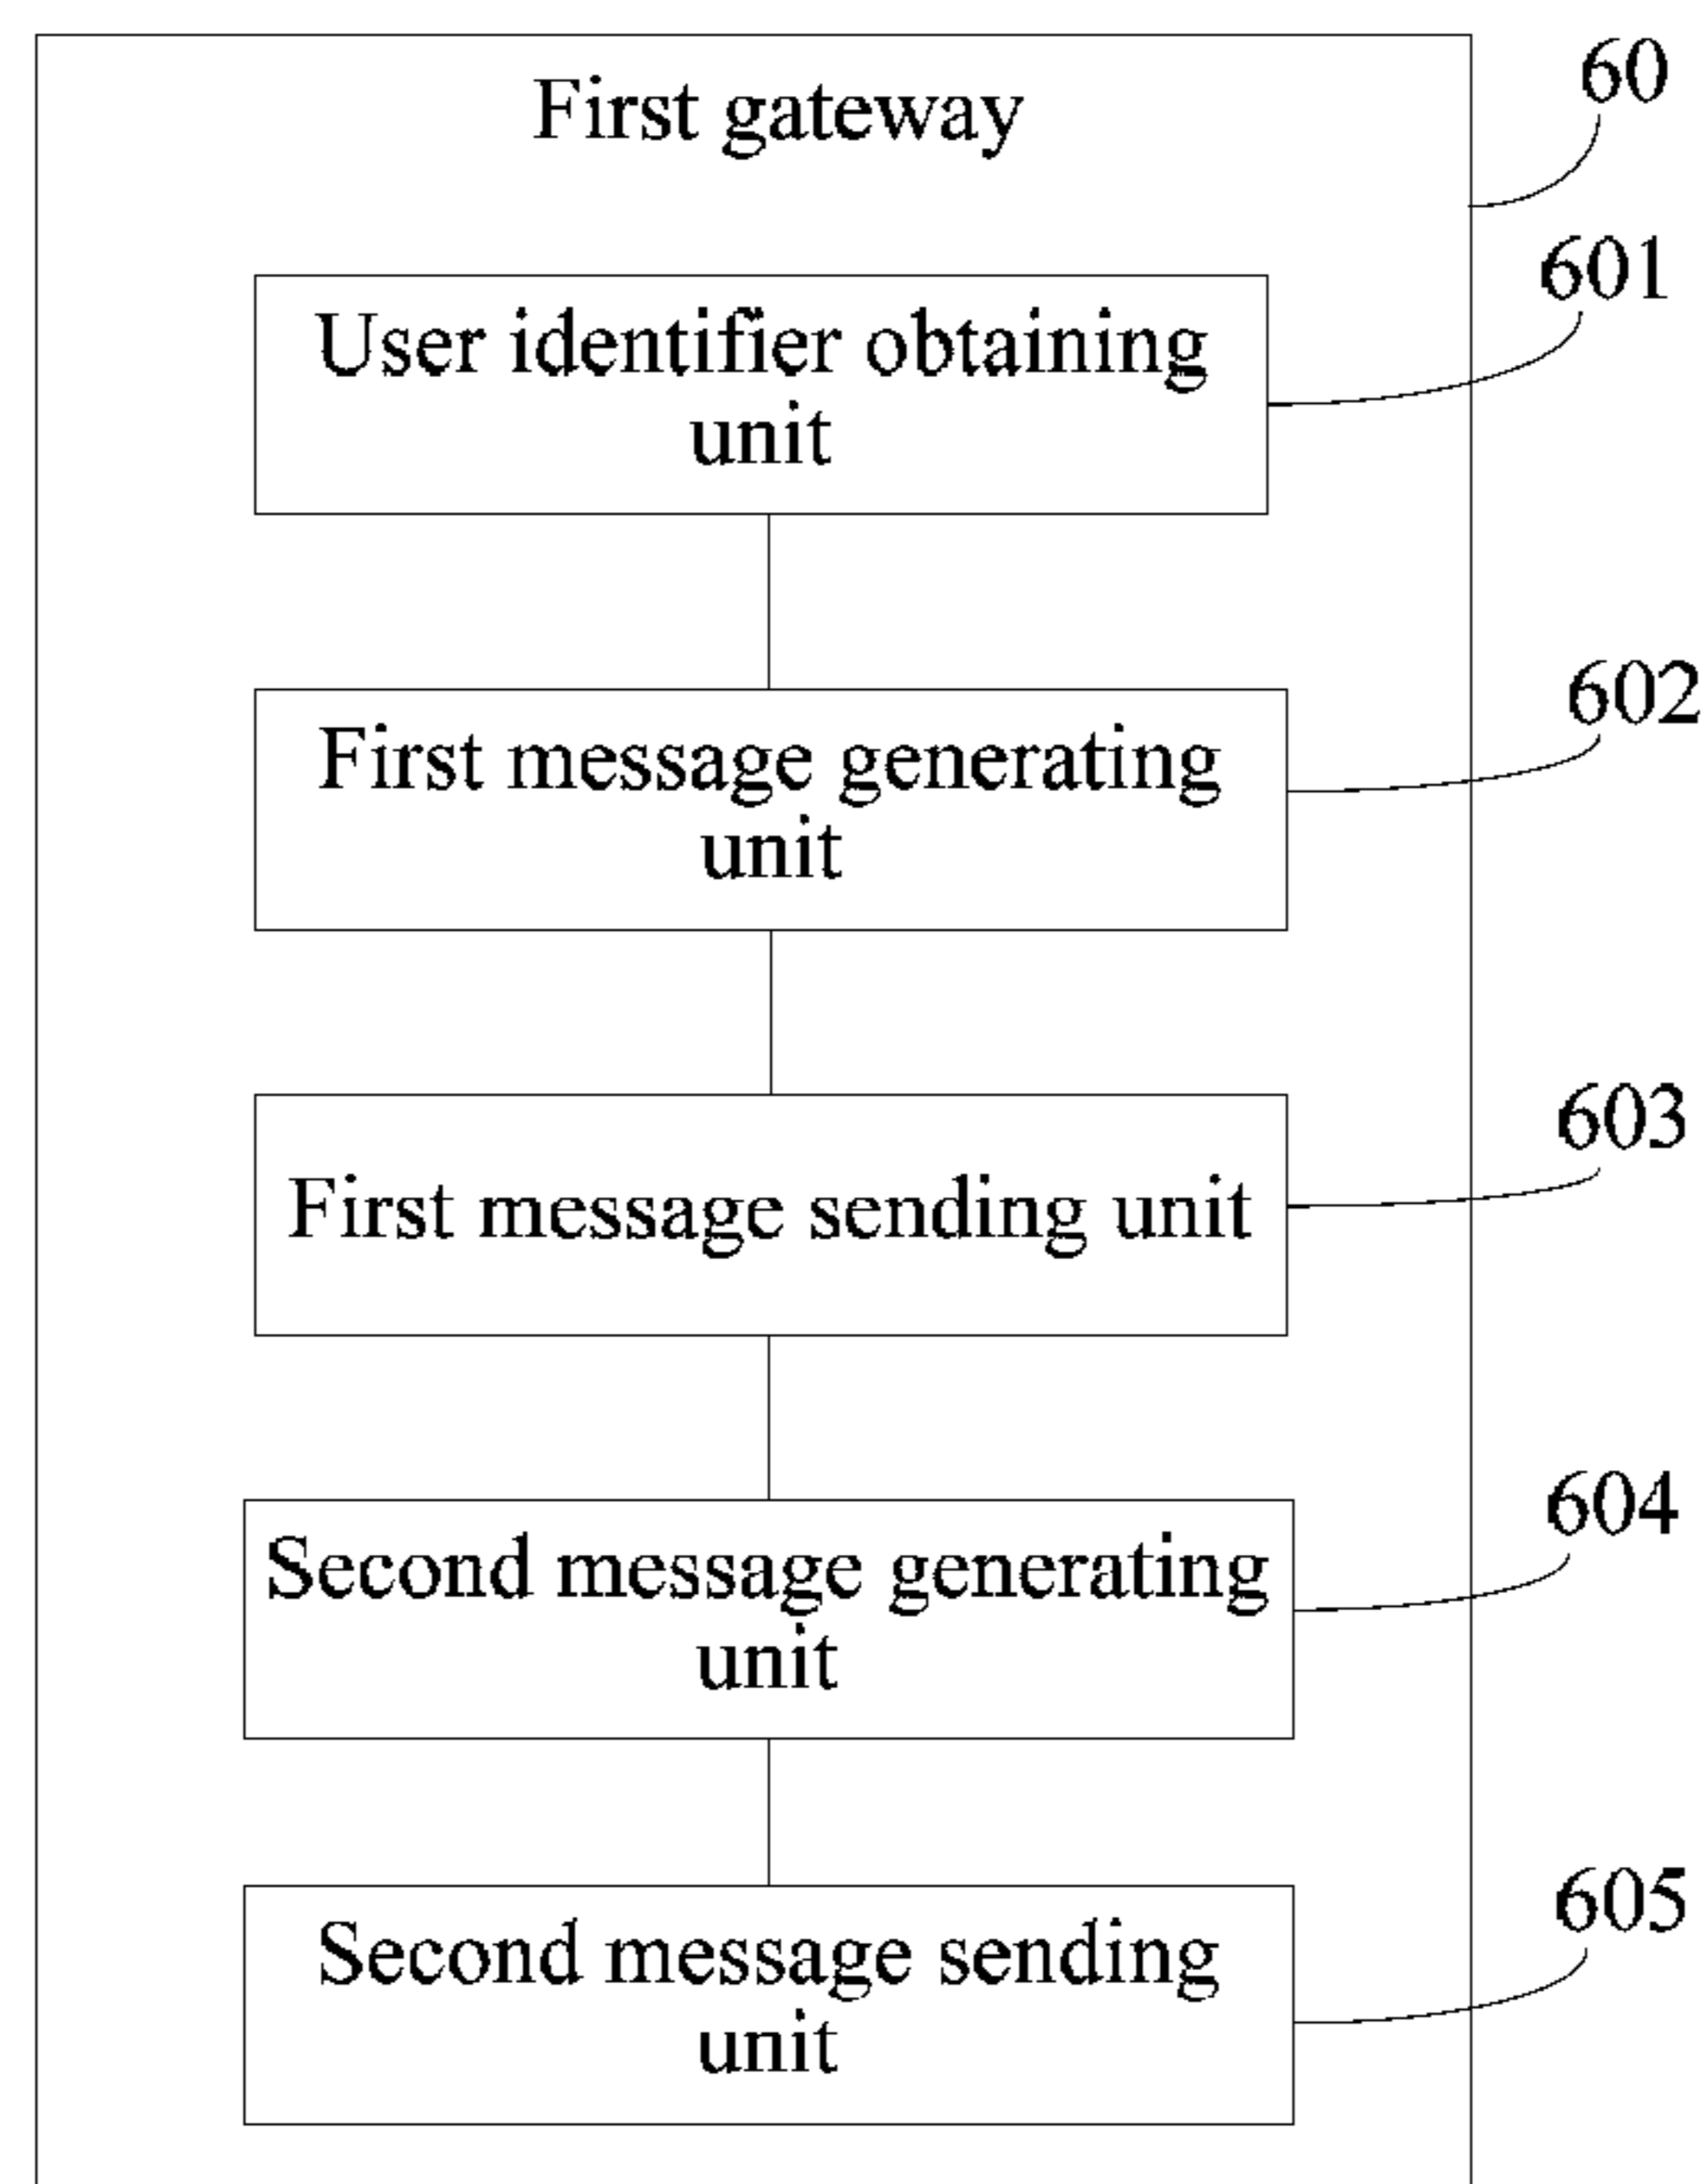 First gateway
60
601
User identifier obtaining
unit
602
First message generating
unit
603
First message sending unit
604
Second message generating
unit
605
Second message sending
unit